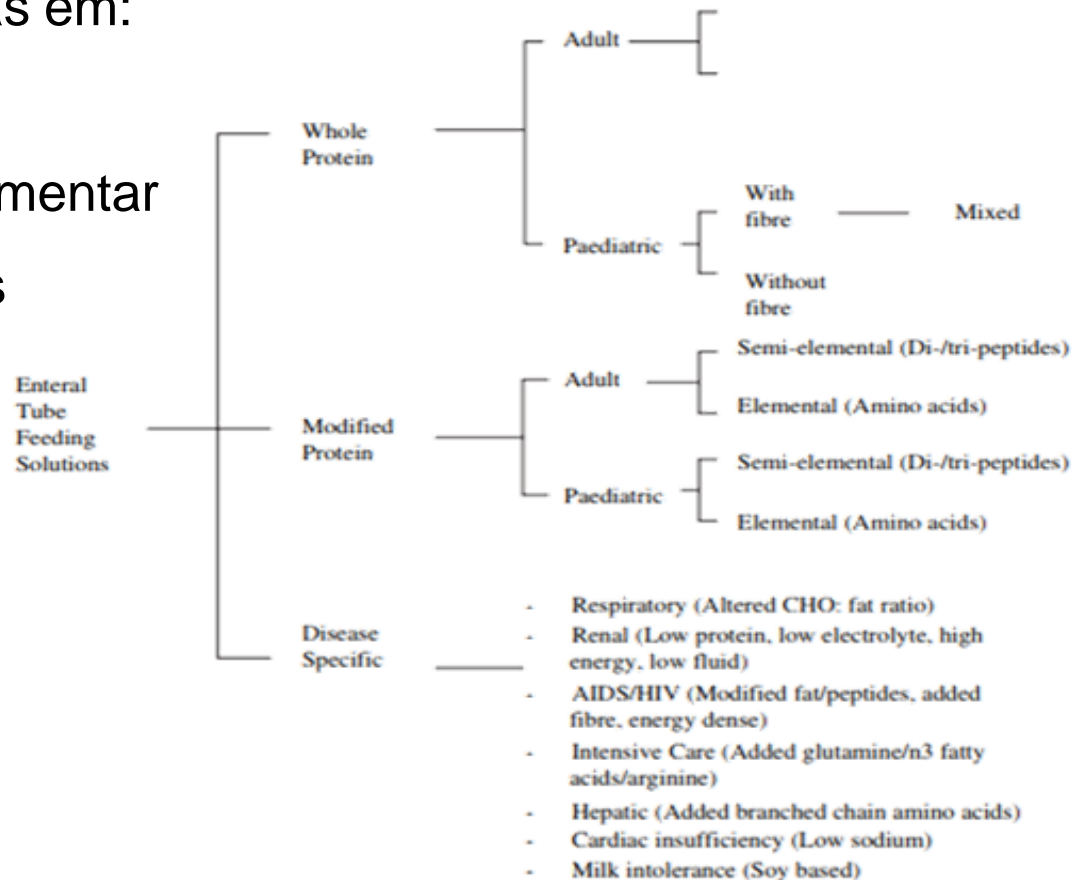 s em:
mentar
s
Enteral
Tube
Feeding
Solutions
Whole
Protein
Adult
Paediatric
With
fibre
Mixed
Without
fibre
Modified
Protein
Adult
Semi-elemental (Di-/tri-peptides)
Elemental (Amino acids)
Paediatric
Semi-elemental (Di-/tri-peptides)
Elemental (Amino acids)
Disease
Specific
- Respiratory (Altered CHO: fat ratio)
- Renal (Low protein, low electrolyte, high
energy, low fluid)
- AIDS/HIV (Modified fat/peptides, added
fibre, energy dense)
- Intensive Care (Added glutamine/n3 fatty
acids/arginine)
- Hepatic (Added branched chain amino acids)
- Cardiac insufficiency (Low sodium)
- Milk intolerance (Soy based)